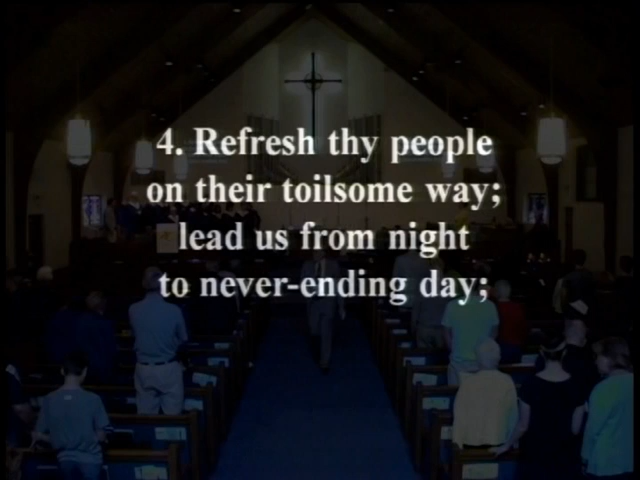 4. Refresh thy people
on their toilsome way;
lead us from night
to never-ending day;